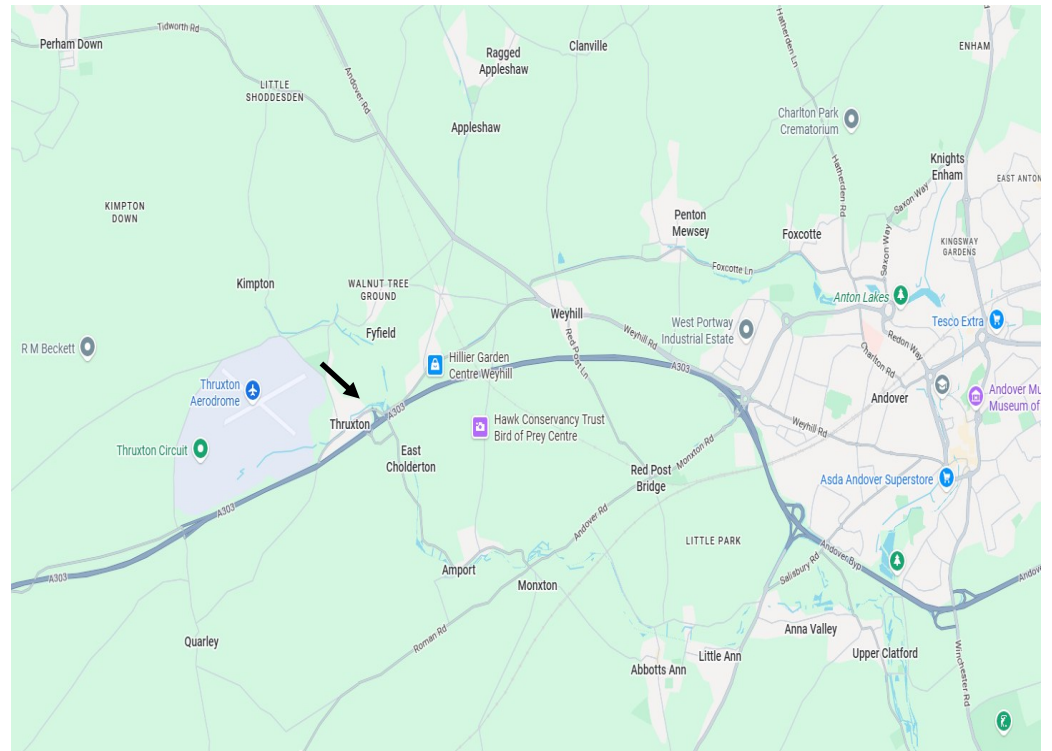 Tidworth Rd
Perham Down
Ragged
Appleshaw
Clanville
ENHAM
Hatherden Ln
Andover Rd
LITTLE
SHODDESDEN
Charlton Park
Crematorium
Appleshaw
Knights
Enham
EAST ANTON
Hatherden Rd
Saxon Way
KIMPTON
DOWN
Penton
Mewsey
Foxcotte
Saxon Way
KINGSWAY
GARDENS
Foxcotte Ln
Kimpton
WALNUT TREE
GROUND
Anton Lakes
Weyhill
Fyfield
Weyhill Rd
West Portway
Industrial Estate
Tesco Extra
Redon Way
R M Beckett
Red Post Ln
Charlton Rd
Hillier Garden
Centre Weyhill
A303
Thruxton
Aerodrome
Andover
Andover Mu
Museum of
A303
Thruxton
Hawk Conservancy Trust
Bird of Prey Centre
Weyhill Rd
Thruxton Circuit
East
Cholderton
Monxton Rd
Red Post
Bridge
Asda Andover Superstore
A303
Andover Rd
LITTLE PARK
Andover Byp
Amport
Salisbury Rd
A303
Monxton
Andove
Quarley
Roman Rd
Anna Valley
Little Ann
Upper Clatford
Abbotts Ann
Winchester Rd